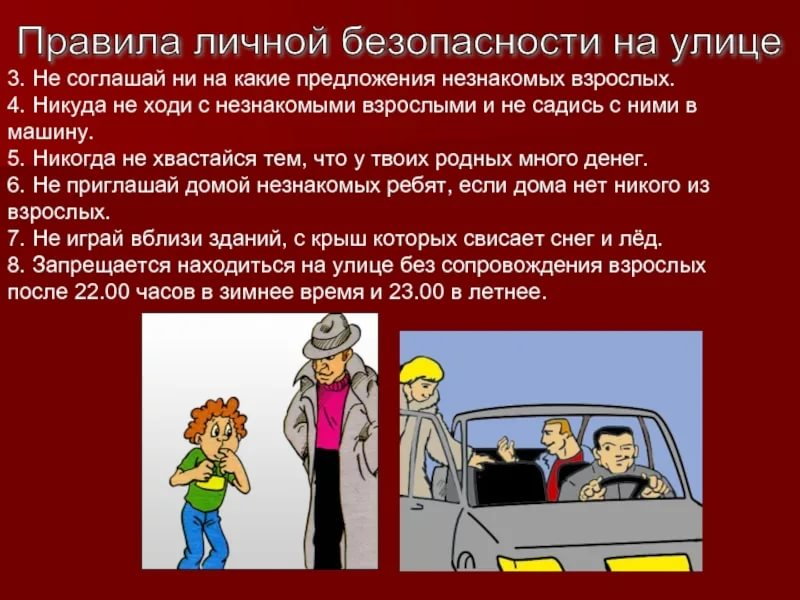 Правила личной безопасности на улице
3. Не соглашай ни на какие предложения незнакомых взрослых.
4. Никуда не ходи с незнакомыми взрослыми и не садись с ними в
машину.
5. Никогда не хвастайся тем, что у твоих родных много денег.
6. Не приглашай домой незнакомых ребят, если дома нет никого из
взрослых.
7. Не играй вблизи зданий, с крыш которых свисает снег и лёд.
8. Запрещается находиться на улице без сопровождения взрослых
после 22.00 часов в зимнее время и 23.00 в летнее.